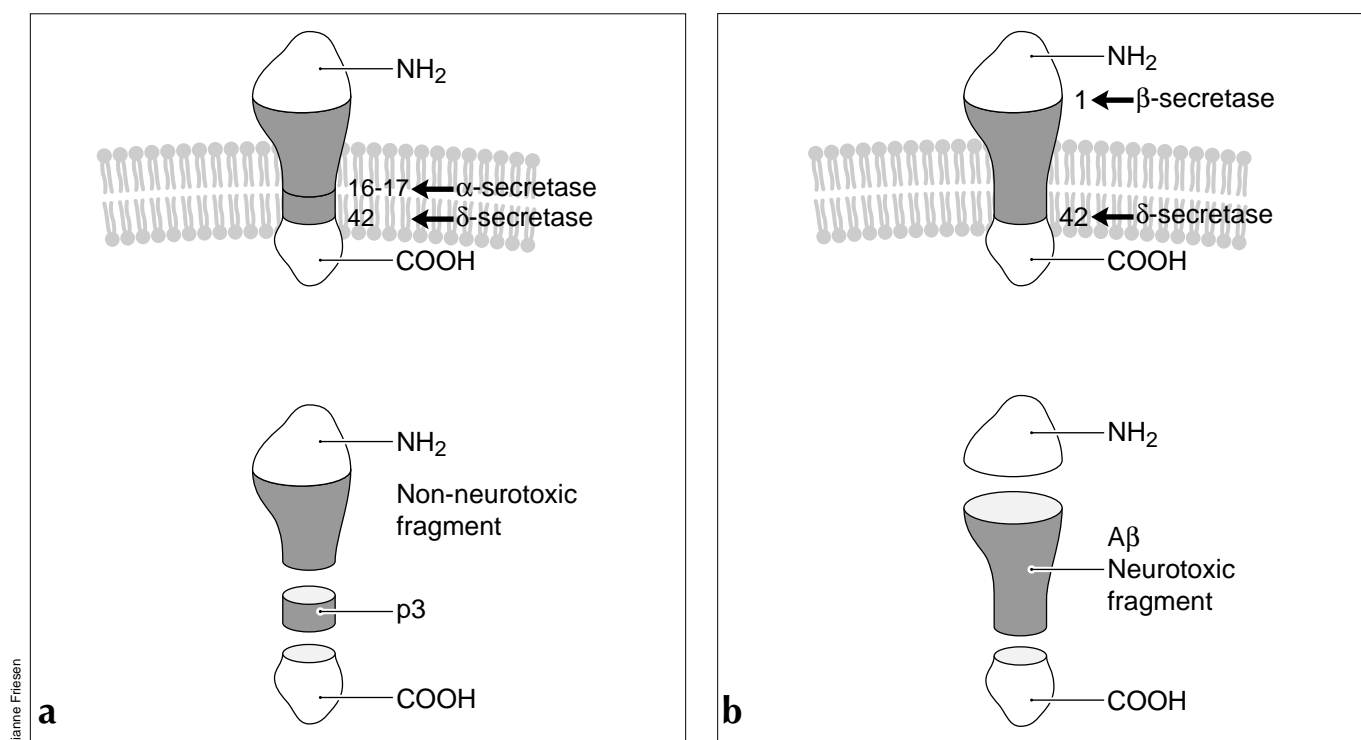 NH2
16-17 α-secretase
42 δ-secretase
COOH
NH2
Non-neurotoxic
fragment
p3
COOH
a
NH2
1 β-secretase
42 δ-secretase
COOH
NH2
Aβ
Neurotoxic
fragment
COOH
b
Friesen